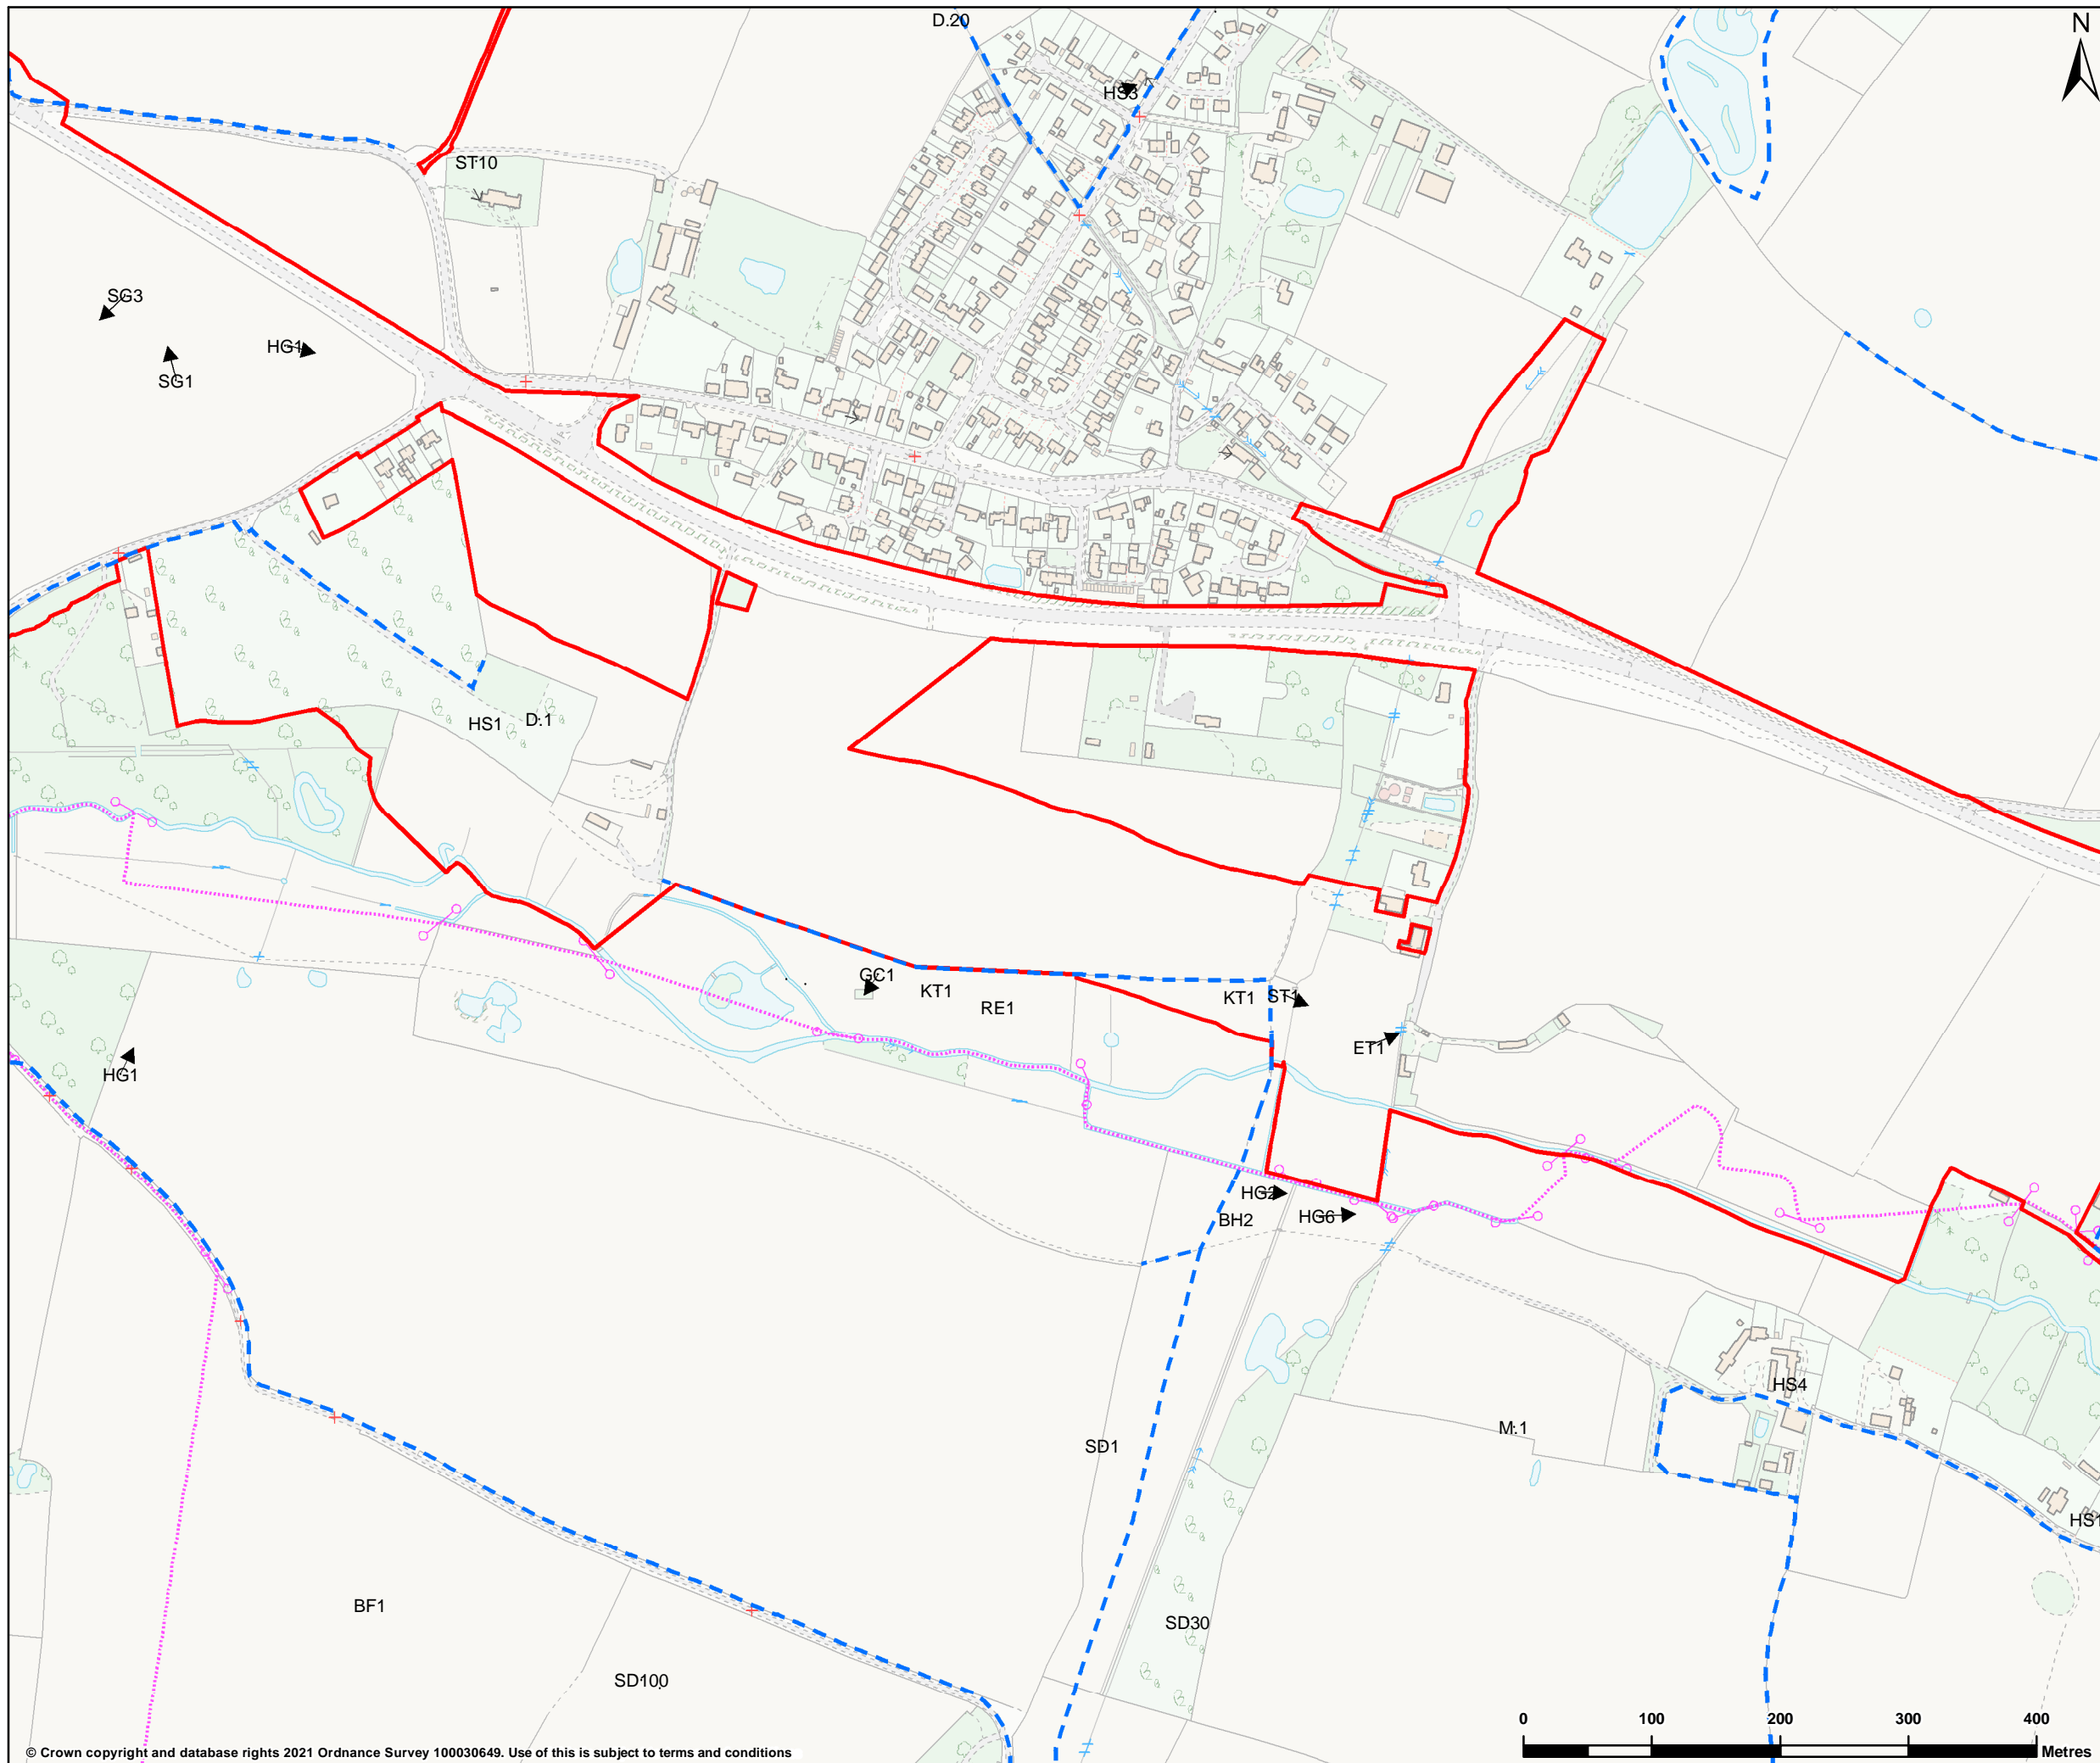 D.20
N
HS3
ST10
SG3
HG1
SG1
HS1
D.1
GC1
KT1
RE1
KT1
ST1
ET1
HG1
HG2
BH2
HG6
HS4
M.1
SD1
HS1
BF1
SD30
SD100
0 100 200 300 400
Metres
© Crown copyright and database rights 2021 Ordnance Survey 100030649. Use of this is subject to terms and conditions